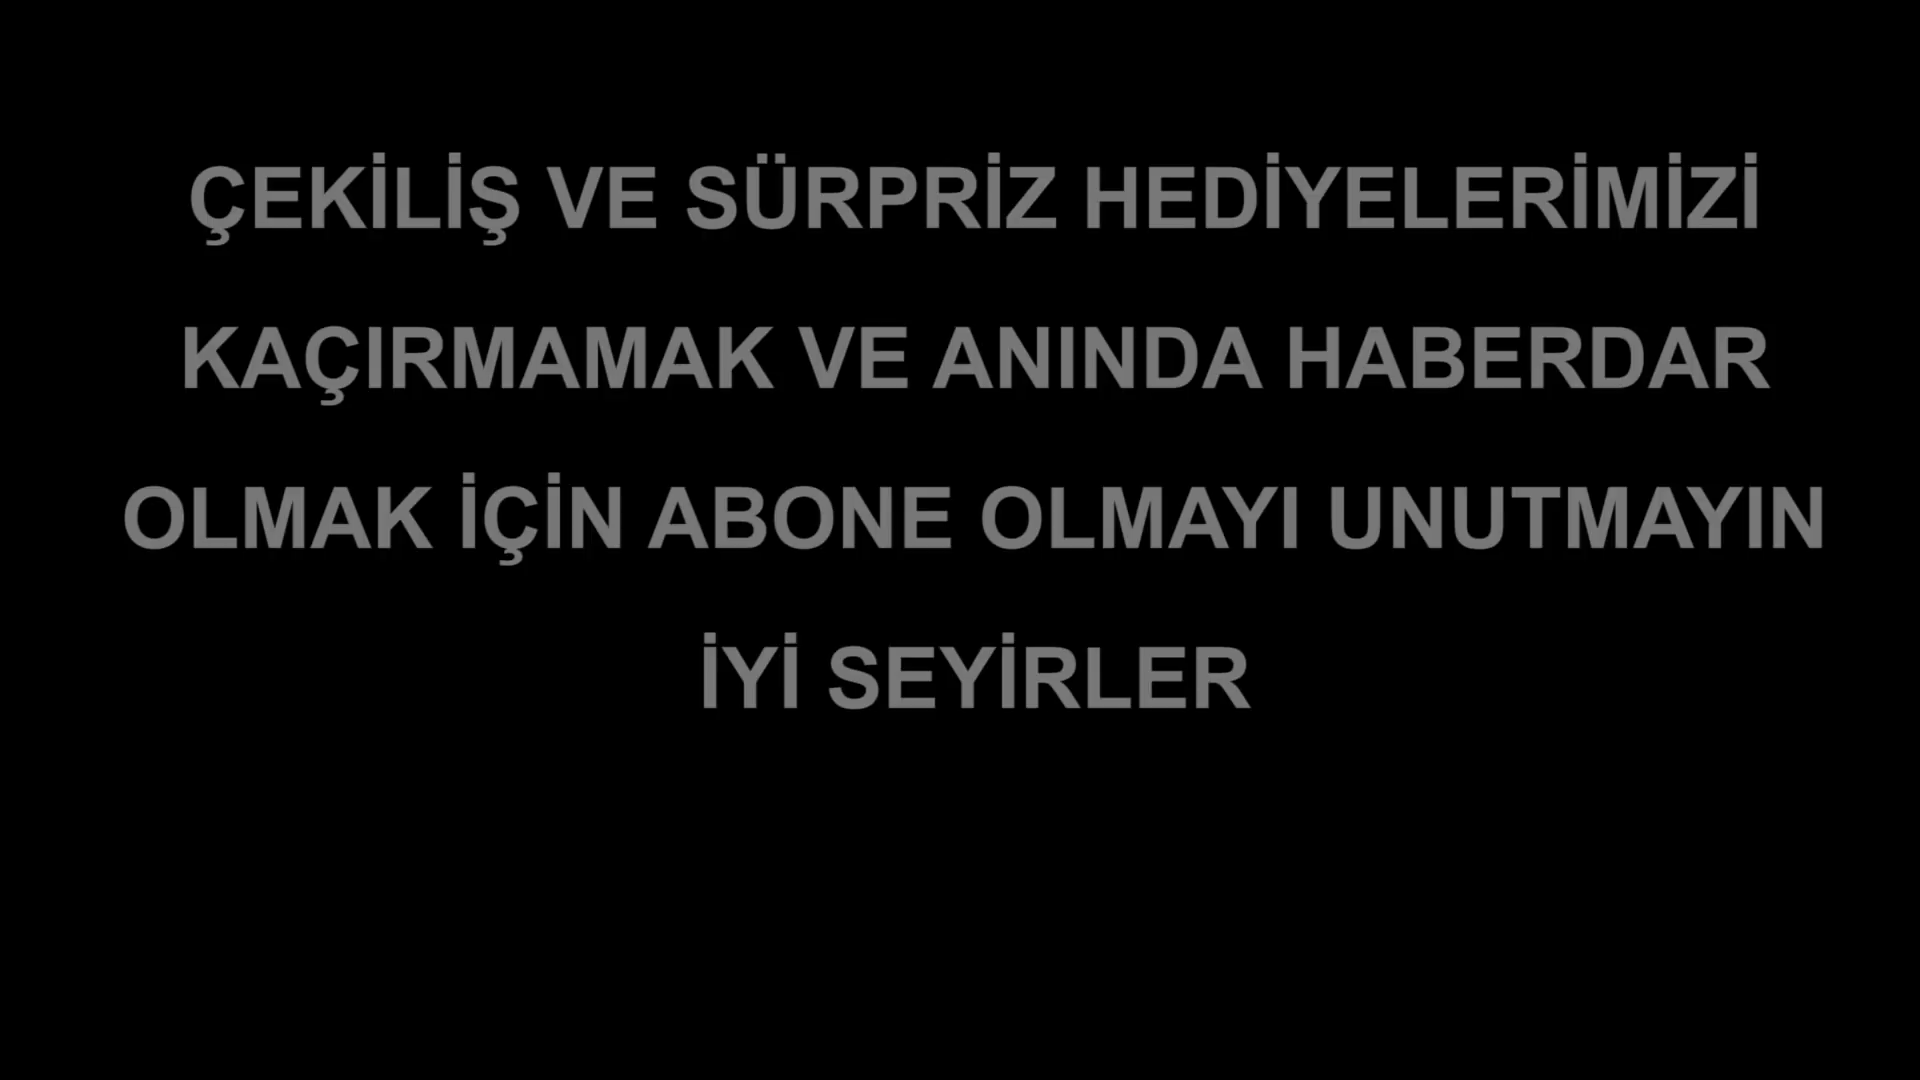 ÇEKİLİŞ VE SÜRPRİZ HEDİYELERİMİZİ
KAÇIRMAMAK VE ANINDA HABERDAR
OLMAK İÇİN ABONE OLMAYI UNUTMAYIN
İYİ SEYİRLER